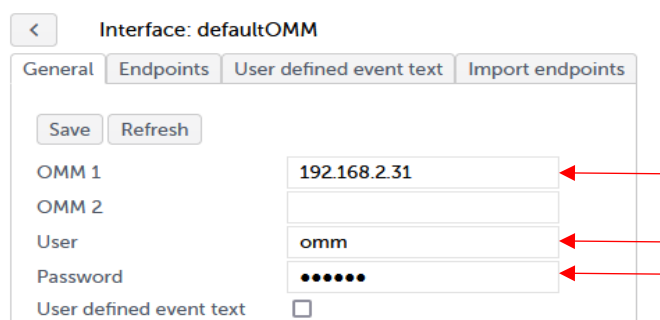 < Interface: defaultOMM
General Endpoints User defined event text Import endpoints
Save Refresh
OMM 1 192.168.2.31
OMM 2
User omm
Password ●●●●●●
User defined event text